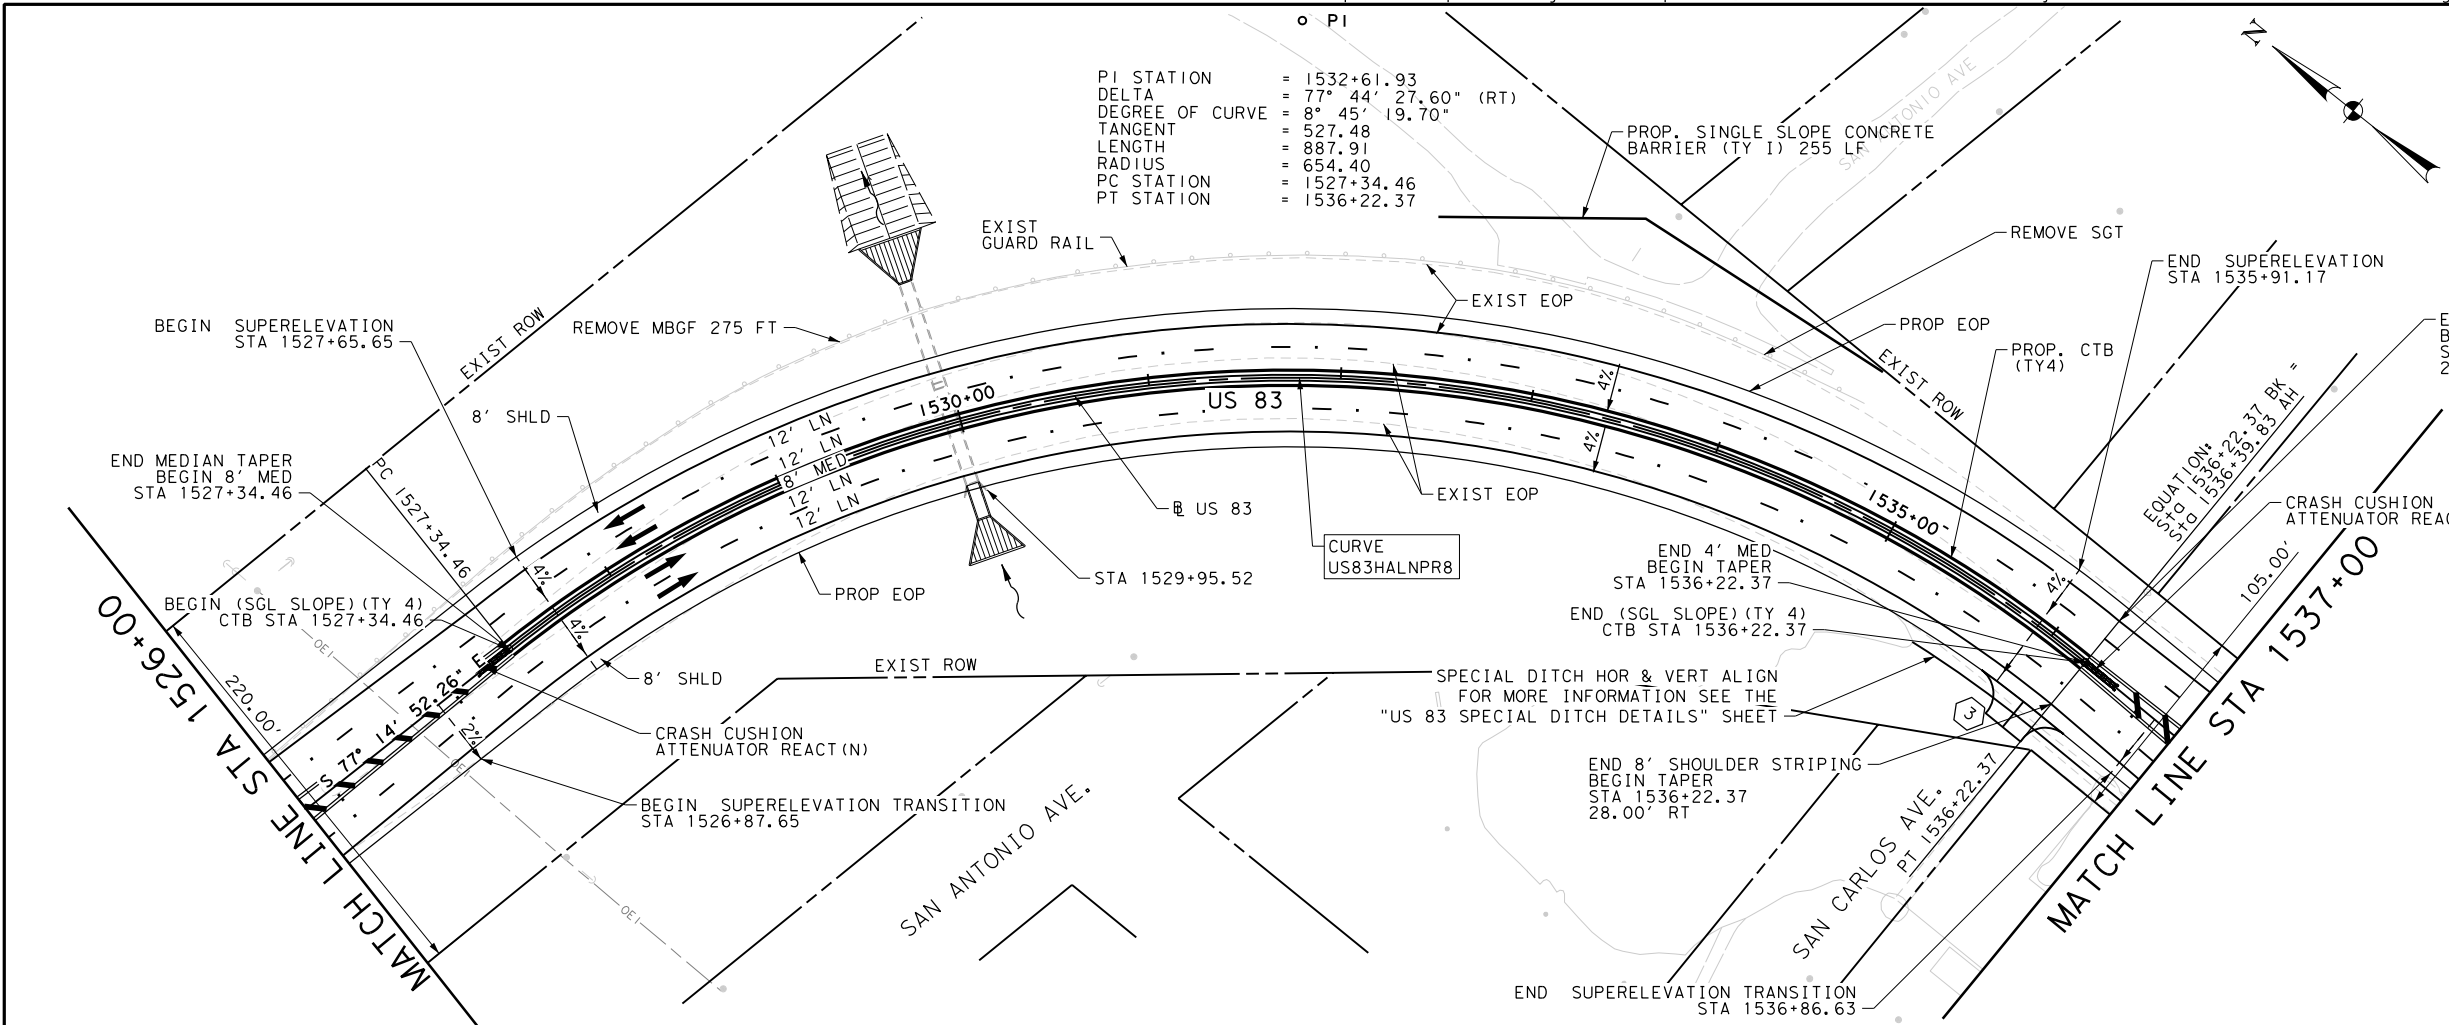 PI
N
PI STATION = 1532+61.93
DELTA = 77° 44' 27.60" (RT)
DEGREE OF CURVE = 8° 45' 19.70"
TANGENT = 527.48
LENGTH = 887.91
RADIUS = 654.40
PC STATION = 1527+34.46
PT STATION = 1536+22.37
SAN ANTONIO AVE
PROP. SINGLE SLOPE CONCRETE
BARRIER (TY I) 255 LF
EXIST
GUARD RAIL
REMOVE SGT
END SUPERELEVATION
STA 1535+91.17
EXIST EOP
PROP EOP
PROP. CTB
(TY4)
EXIST ROW
BEGIN SUPERELEVATION
STA 1527+65.65
EXIST ROW
REMOVE MBGF 275 FT
8' SHLD
END MEDIAN TAPER
BEGIN 8' MED
STA 1527+34.46
PC 1527+34.46
12' LN
12' LN
8' MED
12' LN
12' LN
1530+00
US 83
4%
4%
EXIST EOP
℄ US 83
CURVE
US83HALNPR8
STA 1529+95.52
PROP EOP
1535+00
EQUATION:
Sta 1536+22.37 BK =
Sta 1536+39.83 AH
E
B
S
2
CRASH CUSHION
ATTENUATOR REAC
END 4' MED
BEGIN TAPER
STA 1536+22.37
END (SGL SLOPE)(TY 4)
CTB STA 1536+22.37
4%
105.00'
4%
4%
BEGIN (SGL SLOPE)(TY 4)
CTB STA 1527+34.46
OE1
8' SHLD
EXIST ROW
SPECIAL DITCH HOR & VERT ALIGN
FOR MORE INFORMATION SEE THE
"US 83 SPECIAL DITCH DETAILS" SHEET
3
MATCH LINE STA 1526+00
220.00'
S 77° 14' 52.26" E
2%
OE1
CRASH CUSHION
ATTENUATOR REACT(N)
BEGIN SUPERELEVATION TRANSITION
STA 1526+87.65
OE1
SAN ANTONIO AVE.
END 8' SHOULDER STRIPING
BEGIN TAPER
STA 1536+22.37
28.00' RT
SAN CARLOS AVE.
PT 1536+22.37
MATCH LINE STA 1537+00
END SUPERELEVATION TRANSITION
STA 1536+86.63